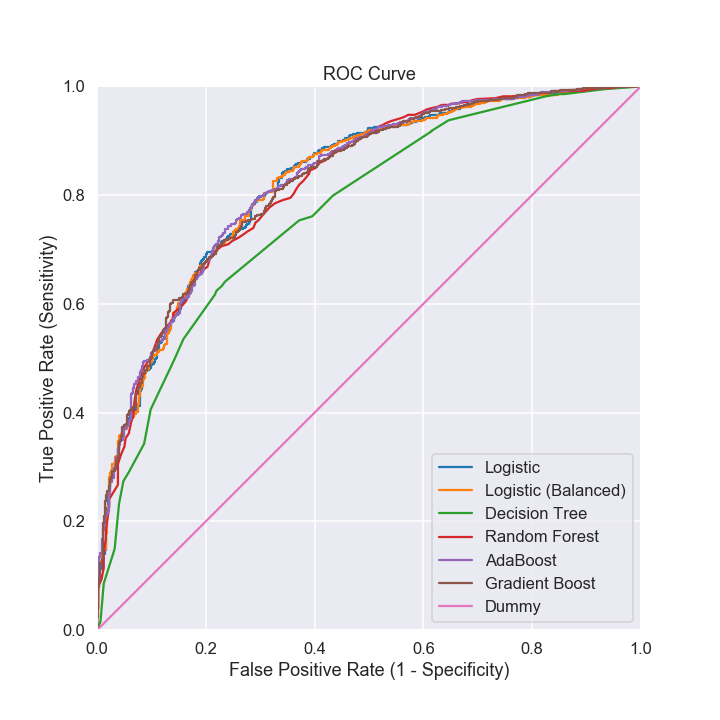 ROC Curve
True Positive Rate (Sensitivity)
1.0
0.8
0.6
0.4
0.2
0.0
Logistic
Logistic (Balanced)
Decision Tree
Random Forest
AdaBoost
Gradient Boost
Dummy
0.0 0.2 0.4 0.6 0.8 1.0
False Positive Rate (1 - Specificity)